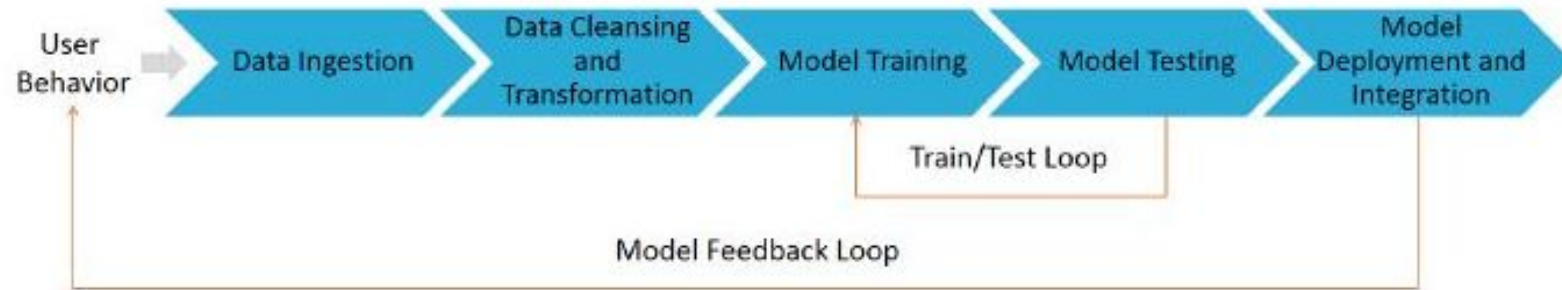 User
Behavior
Data Ingestion
Data Cleansing
and
Transformation
Model Training
Model Testing
Model
Deployment and
Integration
Train/Test Loop
Model Feedback Loop